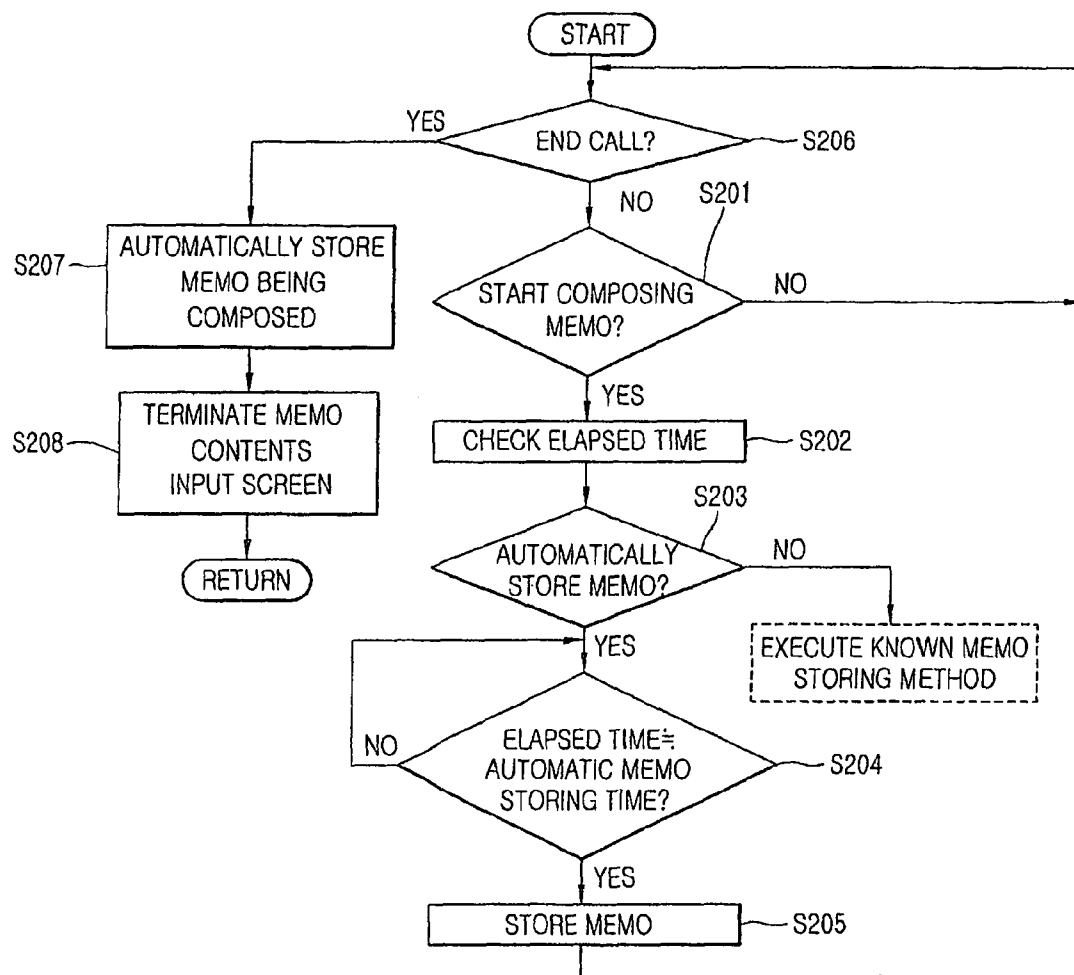 START
YES
END CALL?
S206
NO
S201
S207
AUTOMATICALLY STORE
MEMO BEING
COMPOSED
START COMPOSING
MEMO?
NO
YES
S208
TERMINATE MEMO
CONTENTS
INPUT SCREEN
CHECK ELAPSED TIME
S202
S203
RETURN
AUTOMATICALLY
STORE MEMO?
NO
YES
EXECUTE KNOWN MEMO
STORING METHOD
NO
ELAPSED TIME≒
AUTOMATIC MEMO
STORING TIME?
S204
YES
STORE MEMO
S205